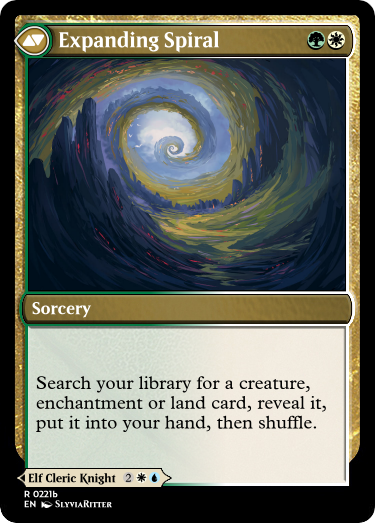 Expanding Spiral
Sorcery
Search your library for a creature,
enchantment or land card, reveal it,
put it into your hand, then shuffle.
Elf Cleric Knight 2
R 0221b
EN SlyviaRitter